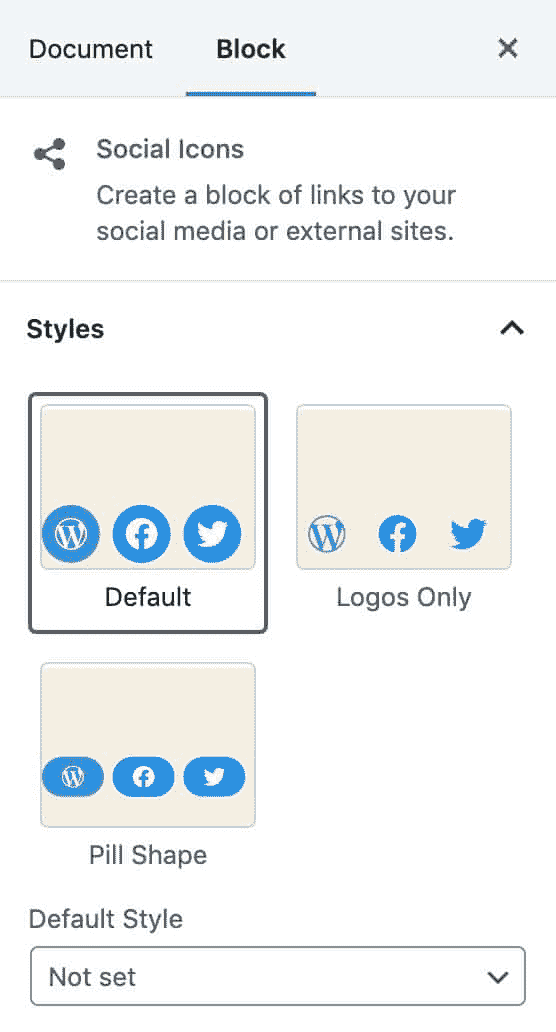 Document Block
Social Icons
Create a block of links to your
social media or external sites.
Styles
Default Logos Only
Pill Shape
Default Style
Not set